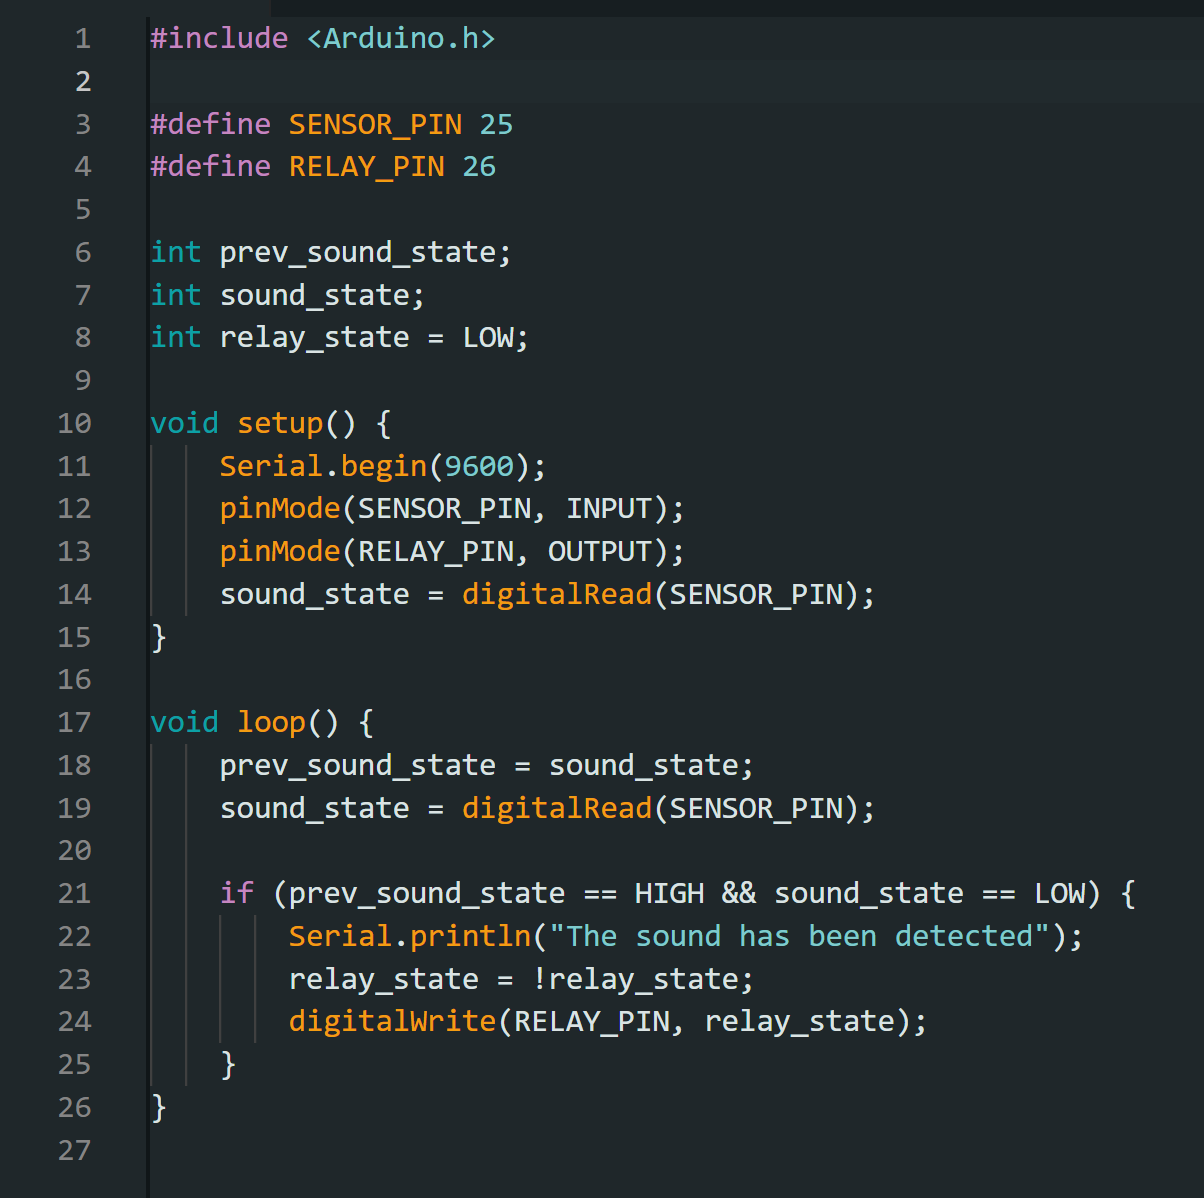 1 #include <Arduino.h>
2
3 #define SENSOR_PIN 25
4 #define RELAY_PIN 26
5
6 int prev_sound_state;
7 int sound_state;
8 int relay_state = LOW;
9
10 void setup() {
11     Serial.begin(9600);
12     pinMode(SENSOR_PIN, INPUT);
13     pinMode(RELAY_PIN, OUTPUT);
14     sound_state = digitalRead(SENSOR_PIN);
15 }
16
17 void loop() {
18     prev_sound_state = sound_state;
19     sound_state = digitalRead(SENSOR_PIN);
20
21     if (prev_sound_state == HIGH && sound_state == LOW) {
22         Serial.println("The sound has been detected");
23         relay_state = !relay_state;
24         digitalWrite(RELAY_PIN, relay_state);
25     }
26 }
27